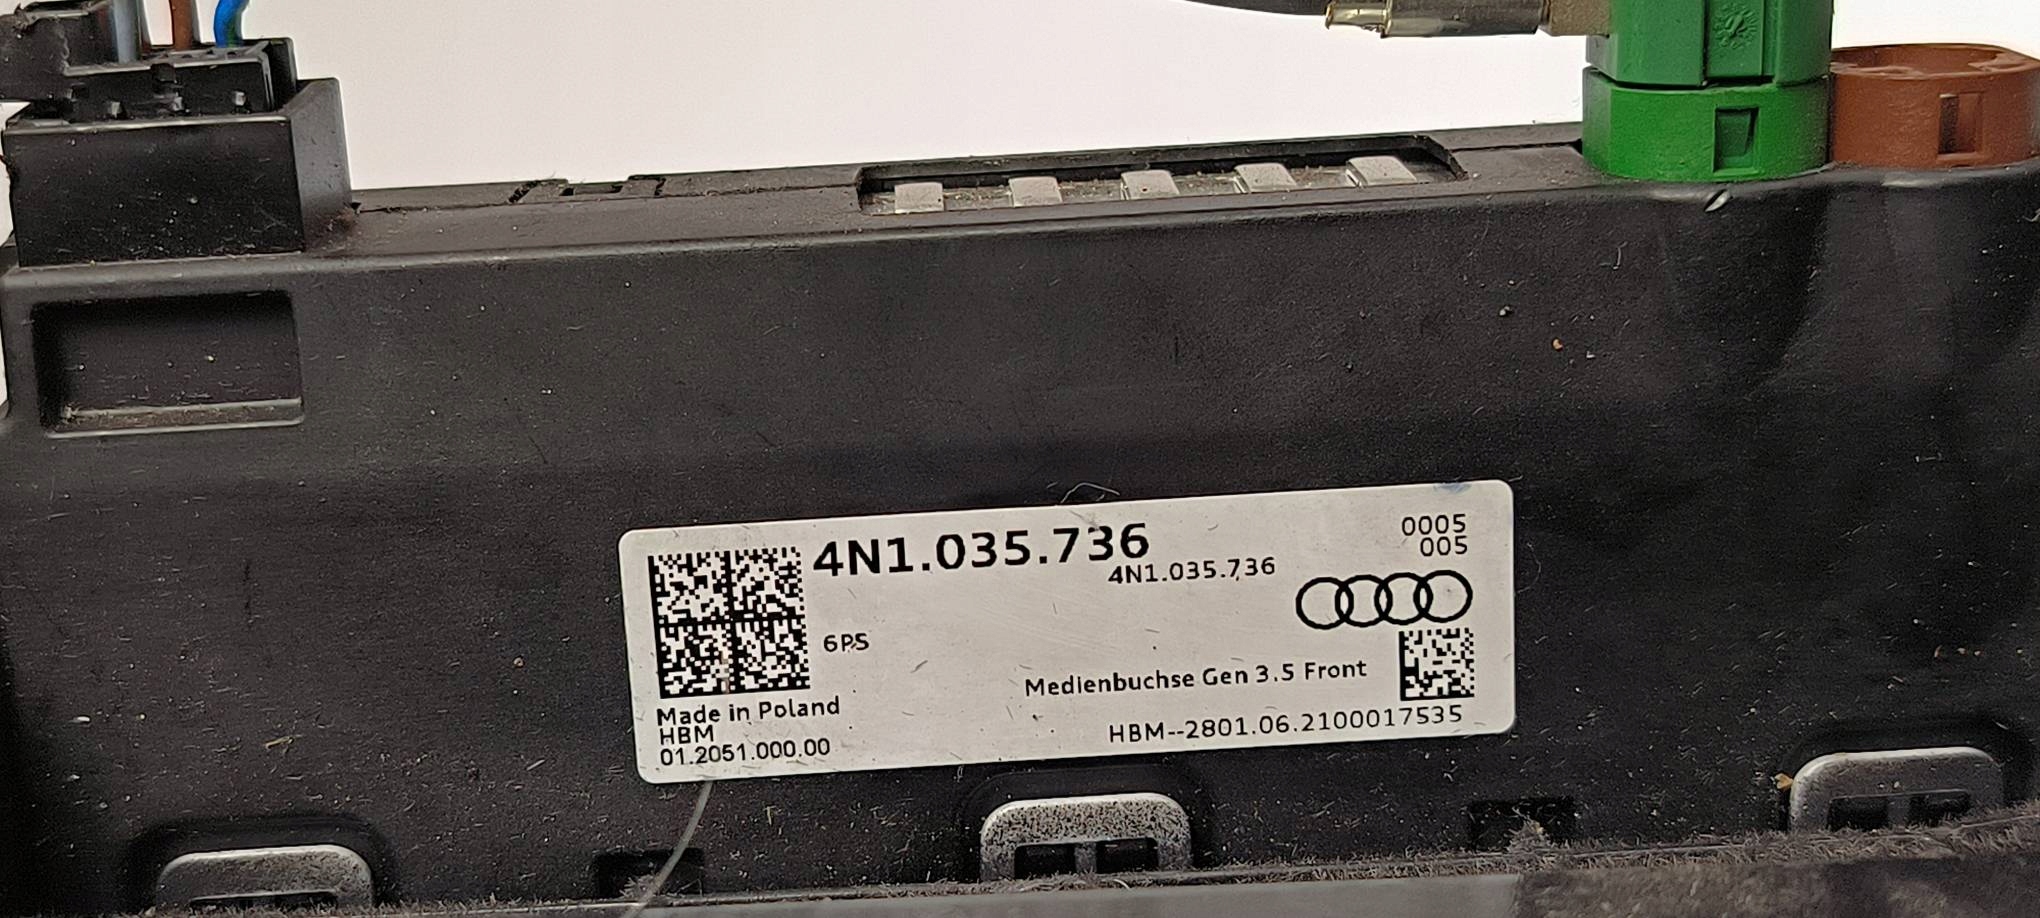 4N1.035.736
4N1.035.736
0005
005
6PS
Medienbuchse Gen 3.5 Front
Made in Poland
HBM
01.2051.000.00
HBM--2801.06.2100017535